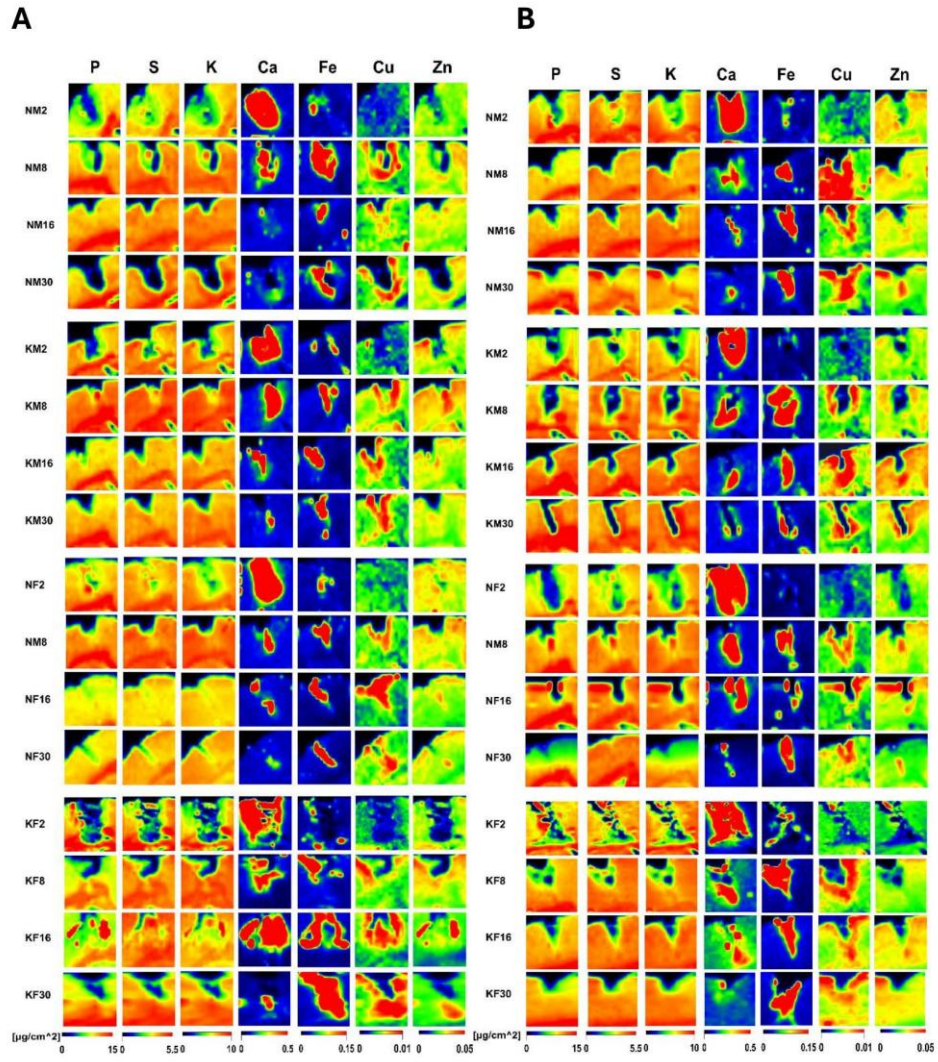 A
P S K Ca Fe Cu Zn
NM2
NM8
NM16
NM30
KM2
KM8
KM16
KM30
NF2
NM8
NF16
NF30
KF2
KF8
KF16
KF30
[µg/cm^2]
0 15 0 5.5 0 10 0 0.5 0 0.15 0 0.01 0 0.05
B
P S K Ca Fe Cu Zn
NM2
NM8
NM16
NM30
KM2
KM8
KM16
KM30
NF2
NM8
NF16
NF30
KF2
KF8
KF16
KF30
[µg/cm^2]
0 15 0 5.5 0 10 0 0.5 0 0.15 0 0.01 0 0.05